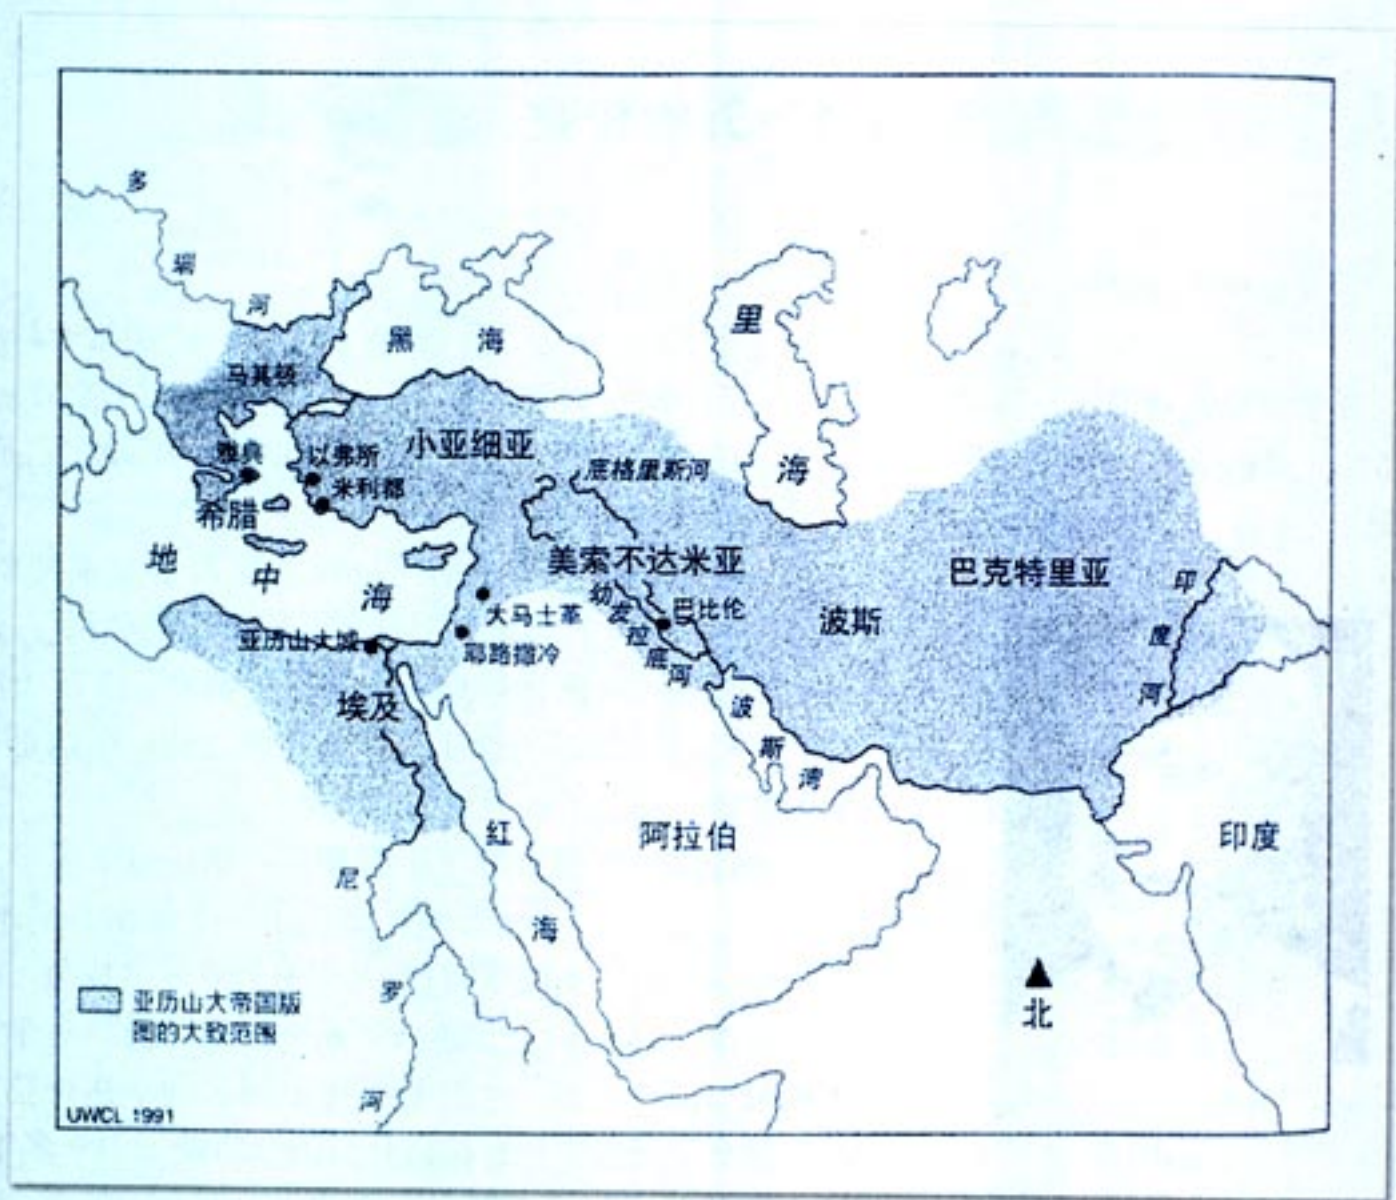 多
瑙
河
黑 海
里
海
马其顿
小亚细亚
雅典
以弗所
米利都
希腊
底格里斯河
地
中
海
美索不达米亚
巴克特里亚
印
度
河
大马士革
幼
发
拉
底
河
巴比伦
波斯
亚历山大城
耶路撒冷
埃及
波
斯
湾
红
海
阿拉伯
印度
尼
罗
河
北
亚历山大帝国版
图的大致范围
UWCL 1991